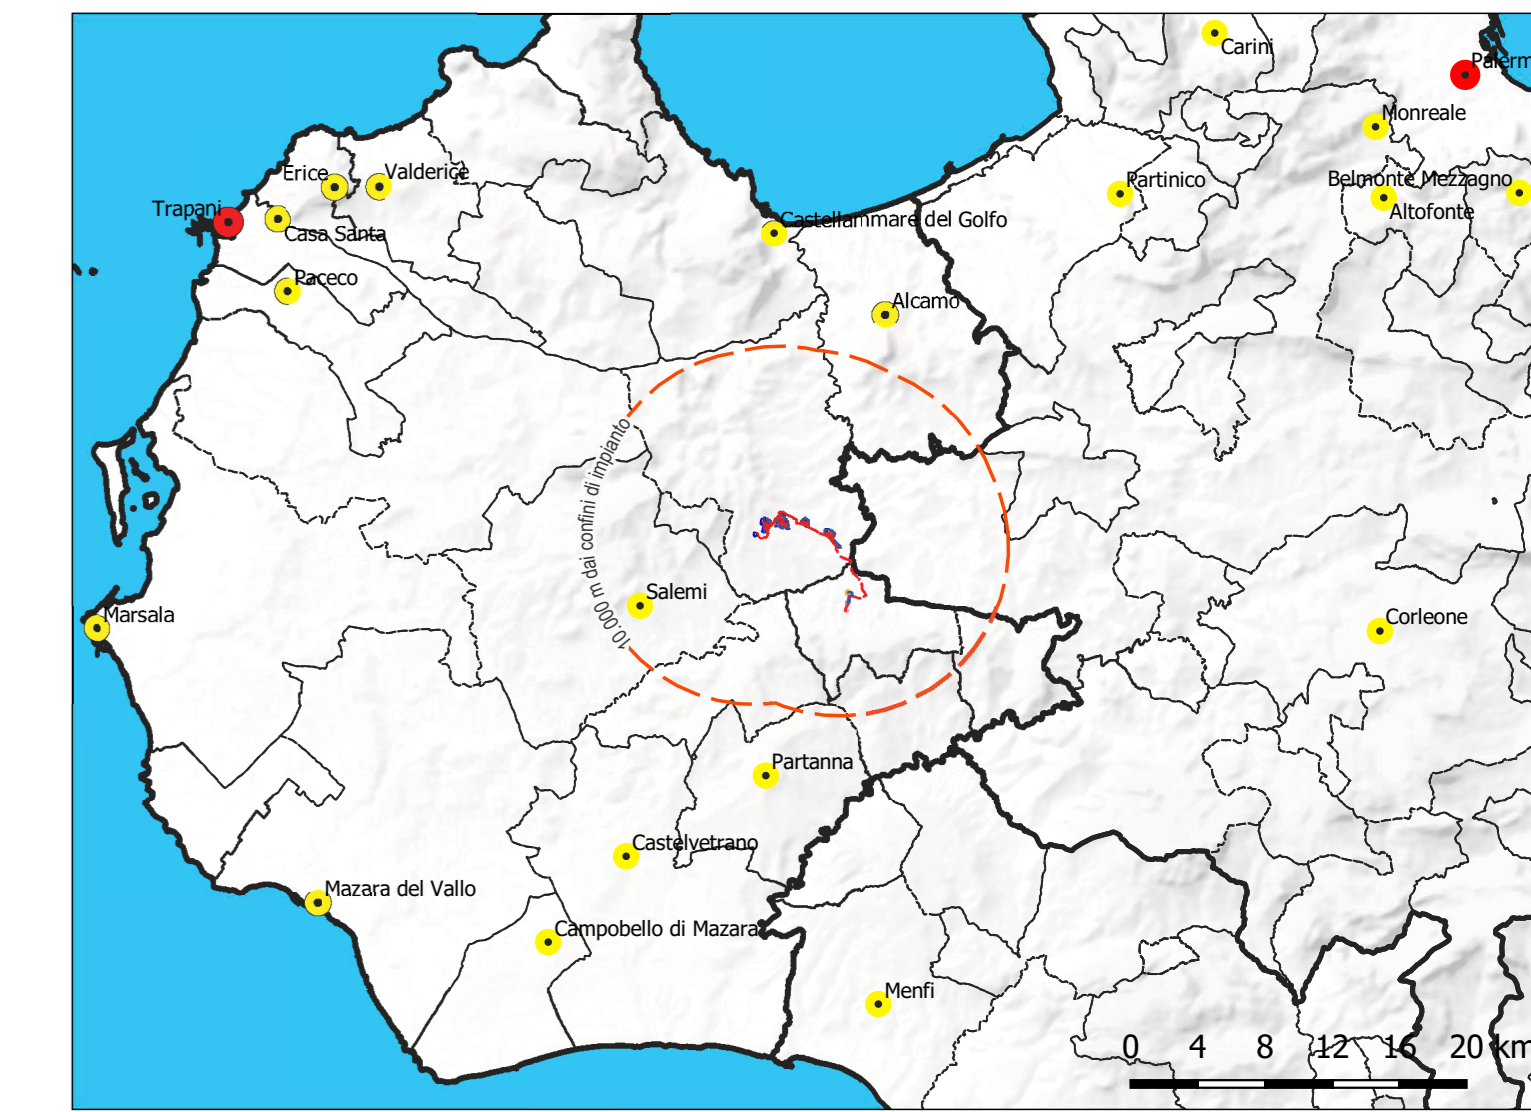 Carini
Palerm
Monreale
Erice
Valderice
Partinico
Belmonte Mezzagno
Trapani
Altofonte
Castellammare del Golfo
Casa Santa
Paceco
Alcamo
10.000 m dai confini di impianto
Salemi
Marsala
Corleone
Partanna
Castelvetrano
Mazara del Vallo
Campobello di Mazara
Menfi
0 4 8 12 16 20 km